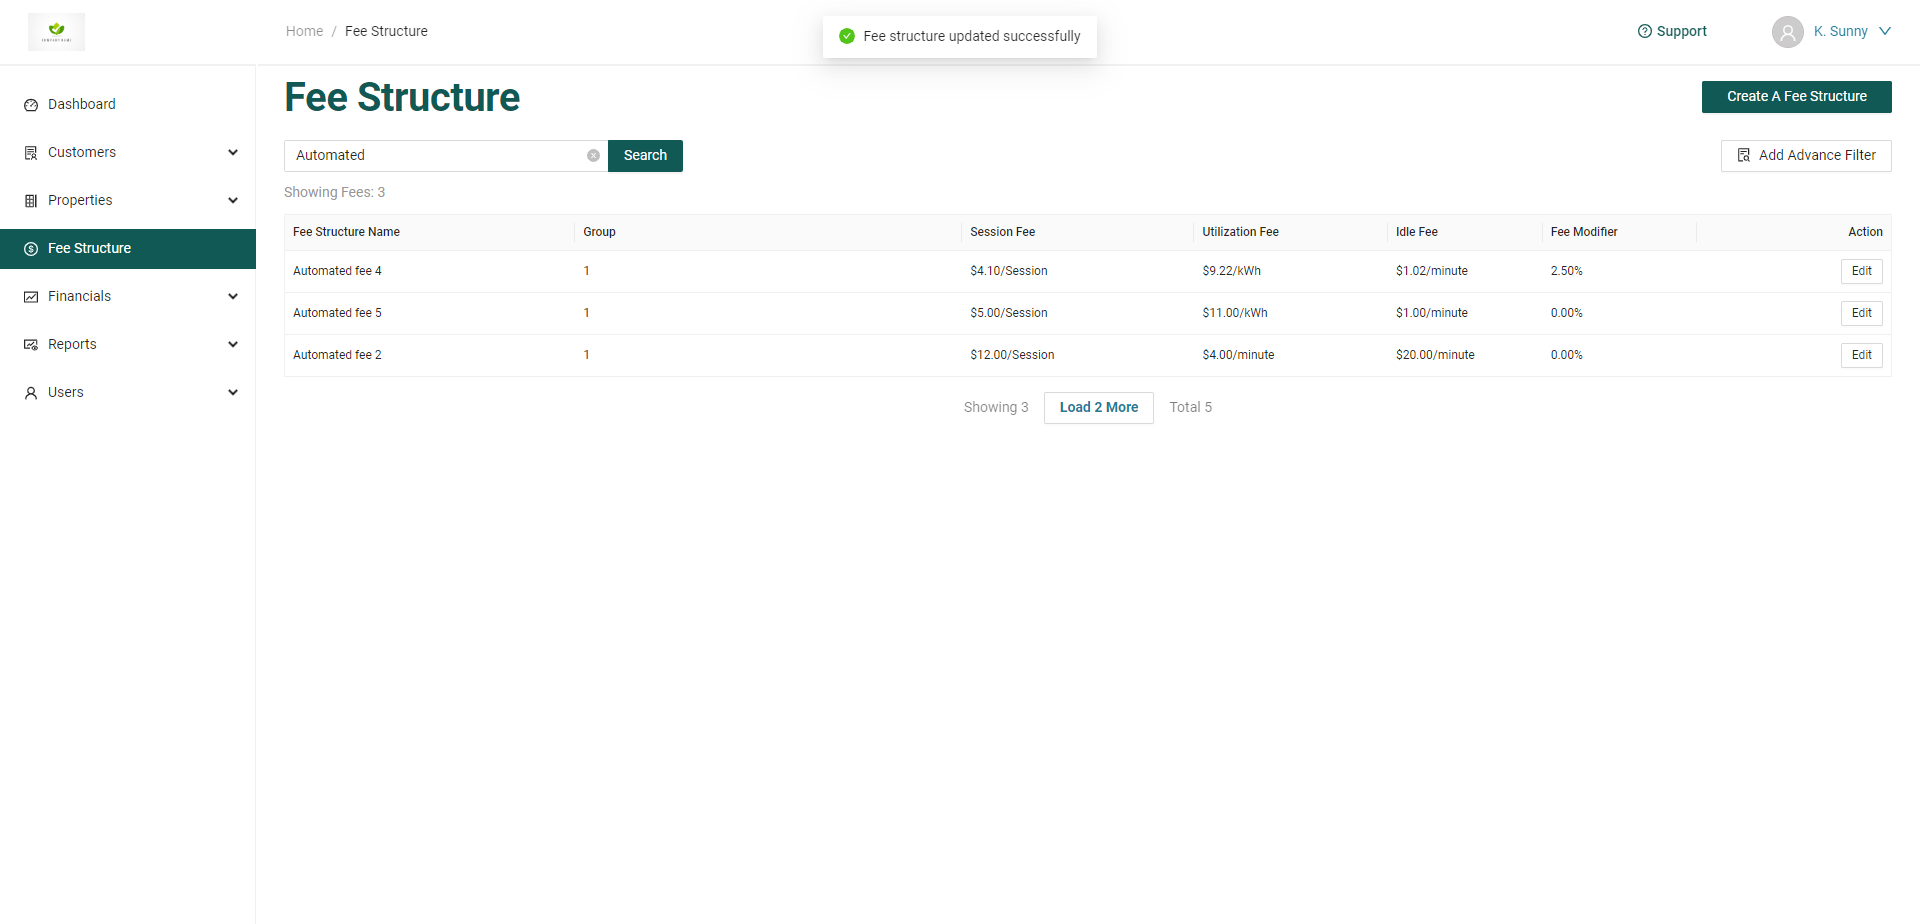 Home / Fee Structure
Fee structure updated successfully
Support
K. Sunny
Dashboard
Customers
Properties
Fee Structure
Financials
Reports
Users
Fee Structure
Create A Fee Structure
Automated
Search
Add Advance Filter
Showing Fees: 3
Fee Structure Name Group Session Fee Utilization Fee Idle Fee Fee Modifier Action
Automated fee 4 1 $4.10/Session $9.22/kWh $1.02/minute 2.50% Edit
Automated fee 5 1 $5.00/Session $11.00/kWh $1.00/minute 0.00% Edit
Automated fee 2 1 $12.00/Session $4.00/minute $20.00/minute 0.00% Edit
Showing 3 Load 2 More Total 5